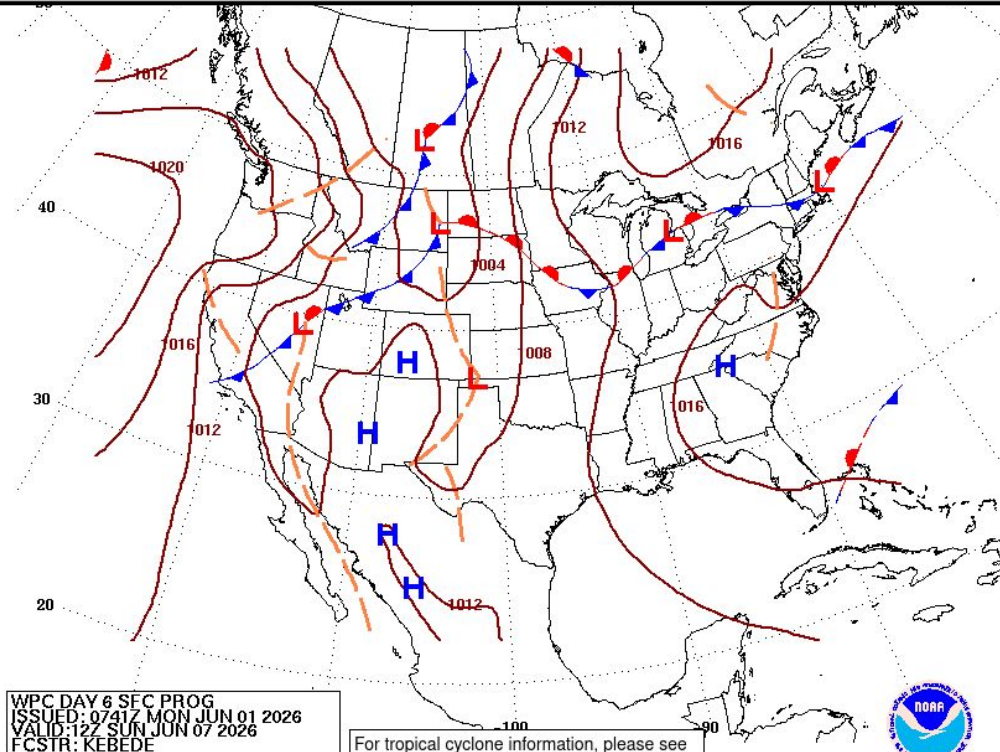 1012
1012
1016
1020
40
L
L
L
L
1004
L
1016
L
008
H
H
L
30
016
1012
H
H
H
1012
20
NOAA
WPC DAY 6 SFC PROG
ISSUED: 0741Z MON JUN 01 2026
VALID:12Z SUN JUN 07 2026
FCSTR: KEBEDE
-100
-90
For tropical cyclone information, please see